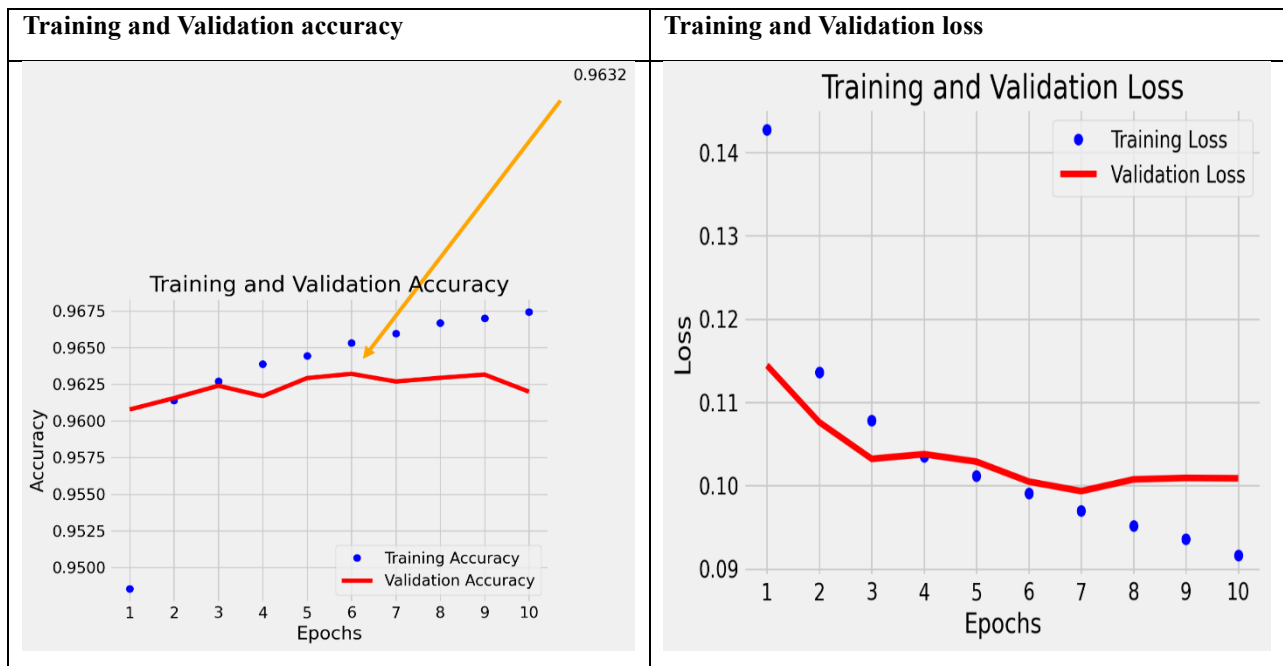 Training and Validation accuracy
Training and Validation loss
0.9632
Training and Validation Accuracy
0.9675
0.9650
0.9625
0.9600
0.9575
0.9550
0.9525
0.9500
Accuracy
Training Accuracy
Validation Accuracy
1 2 3 4 5 6 7 8 9 10
Epochs
Training and Validation Loss
0.14
0.13
0.12
0.11
0.10
0.09
Loss
Training Loss
Validation Loss
1 2 3 4 5 6 7 8 9 10
Epochs